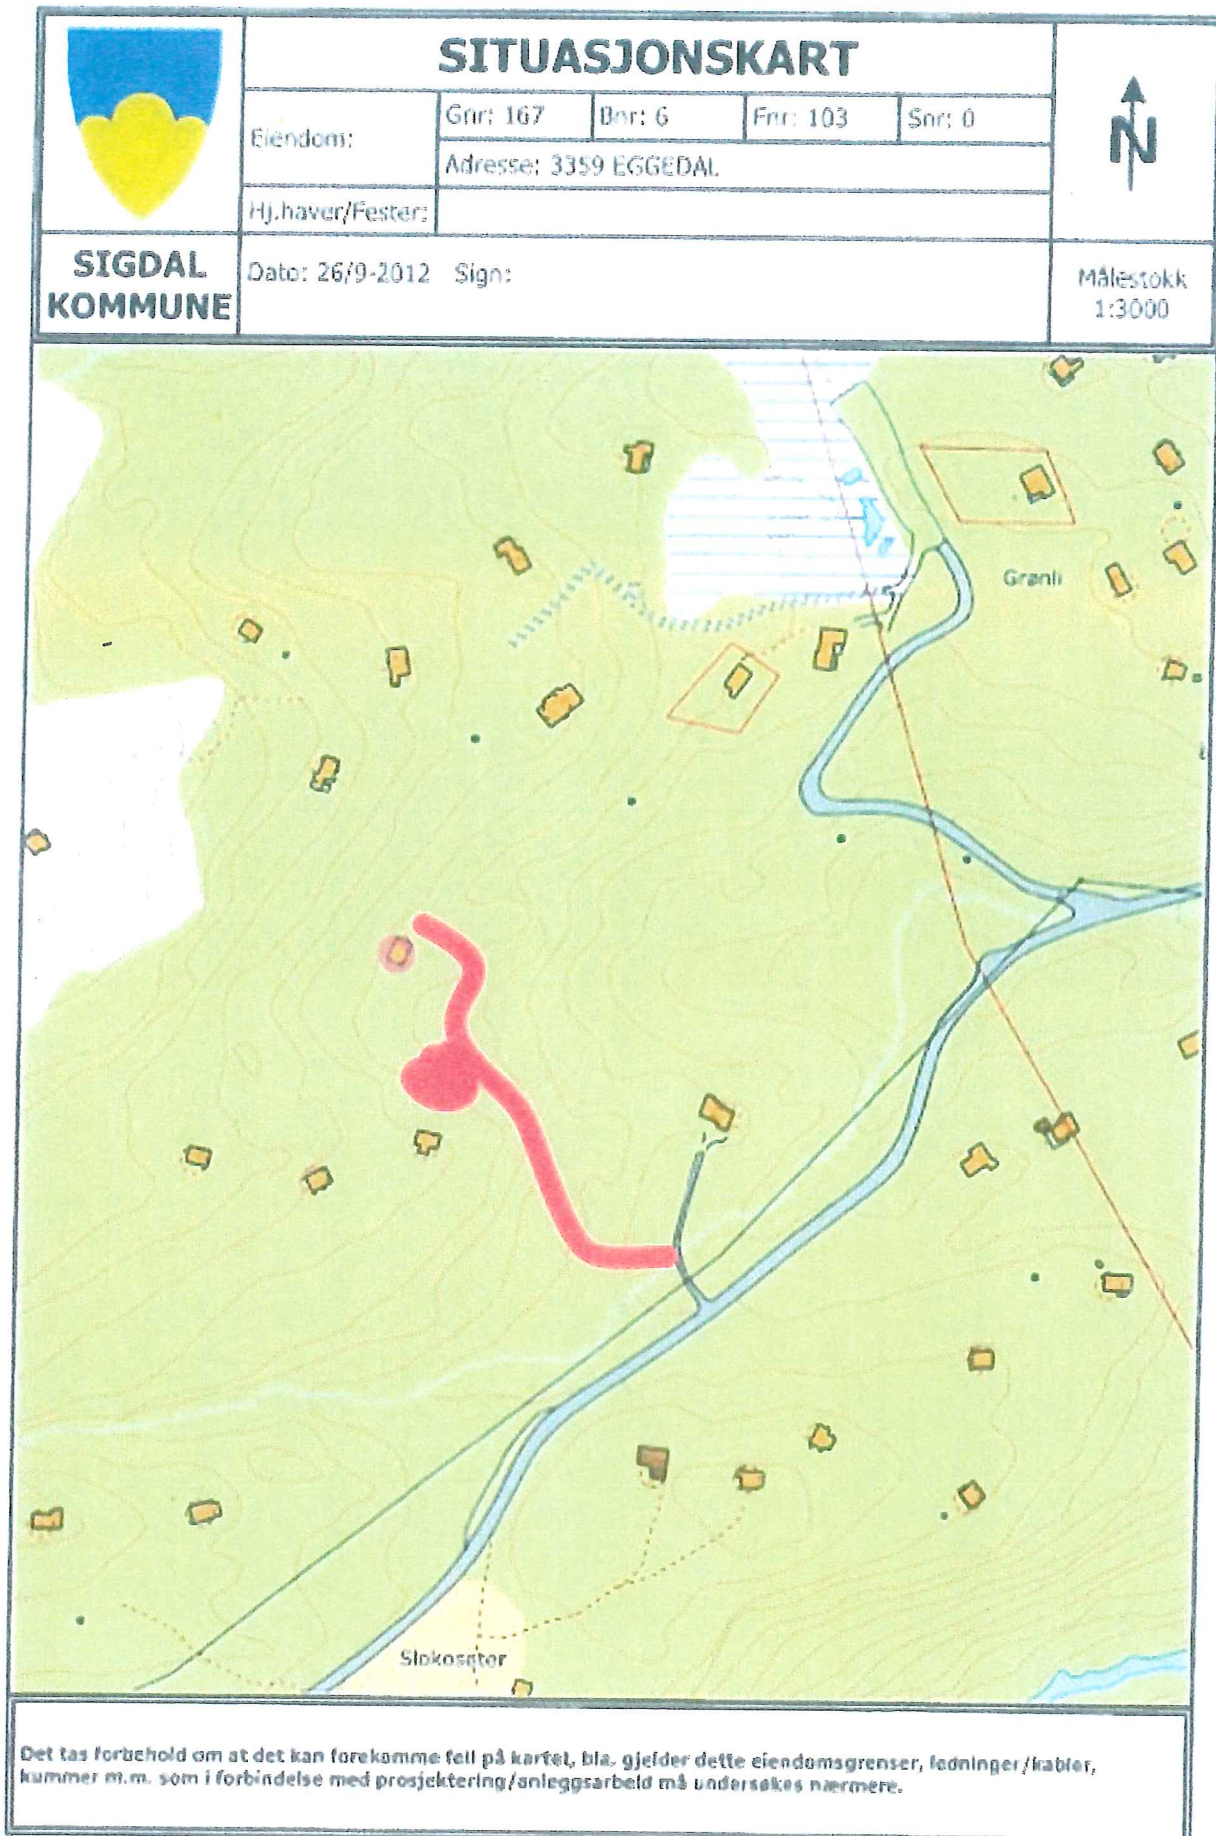 SITUASJONSKART
Eiendom:
Gnr: 167
Bnr: 6
Fnr: 103
Snr: 0
Adresse: 3359 EGGEDAL
Hj.haver/Fester:
N
SIGDAL
KOMMUNE
Dato: 26/9-2012 Sign:
Målestokk
1:3000
Grønli
Sløkosæter
Det tas forbehold om at det kan forekomme feil på kartet, bla. gjelder dette eiendomsgrenser, ledninger/kabler,
kummer m.m. som i forbindelse med prosjektering/anleggsarbeid må undersøkes nærmere.